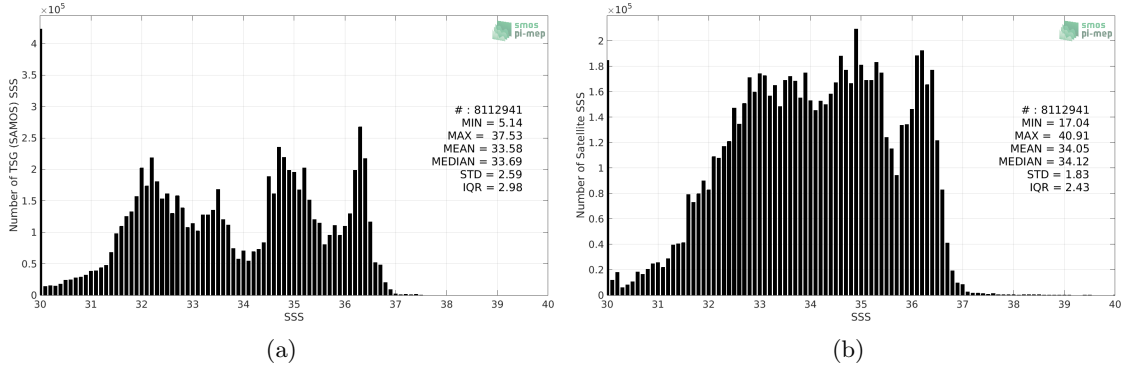 ×10⁵
smos
pi-mep
Number of TSG (SAMOS) SSS
4
3.5
3
2.5
2
1.5
1
0.5
0
# : 8112941
MIN = 5.14
MAX = 37.53
MEAN = 33.58
MEDIAN = 33.69
STD = 2.59
IQR = 2.98
30 31 32 33 34 35 36 37 38 39 40
SSS
(a)
×10⁵
smos
pi-mep
Number of Satellite SSS
2
1.8
1.6
1.4
1.2
1
0.8
0.6
0.4
0.2
0
# : 8112941
MIN = 17.04
MAX = 40.91
MEAN = 34.05
MEDIAN = 34.12
STD = 1.83
IQR = 2.43
30 31 32 33 34 35 36 37 38 39 40
SSS
(b)